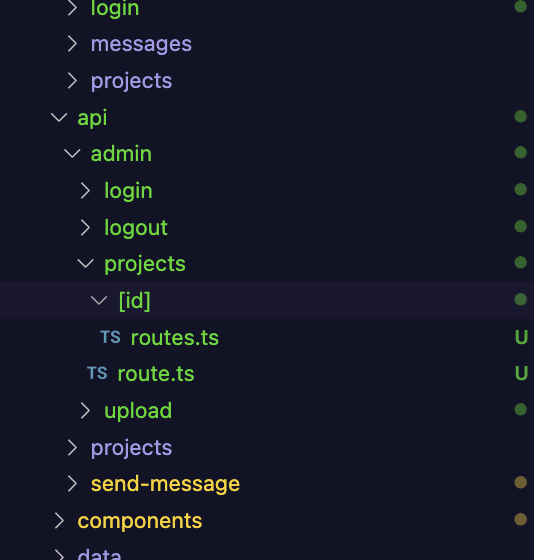 login
messages
projects
api
admin
login
logout
projects
[id]
TS routes.ts U
TS route.ts U
upload
projects
send-message
components
data